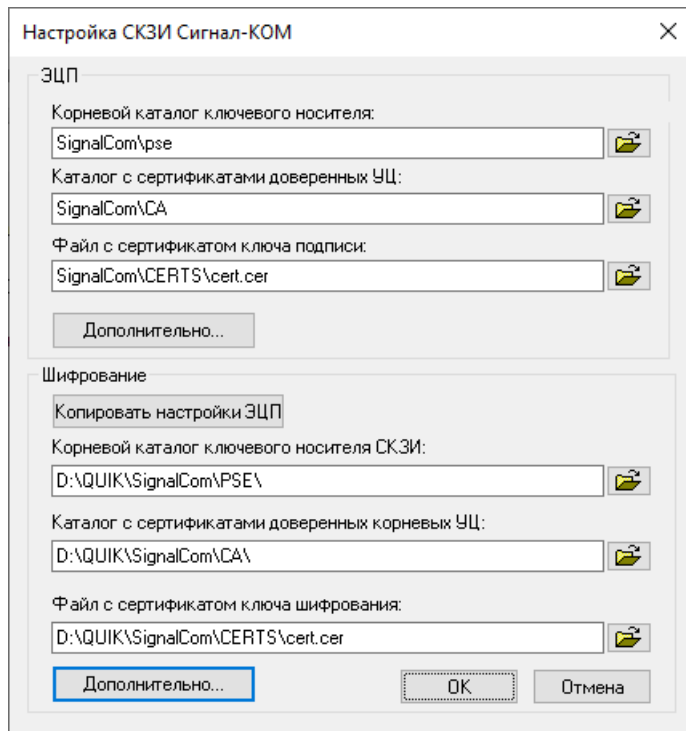 Настройка СКЗИ Сигнал-КОМ
ЭЦП
Корневой каталог ключевого носителя:
SignalCom\pse
Каталог с сертификатами доверенных УЦ:
SignalCom\CA
Файл с сертификатом ключа подписи:
SignalCom\CERTS\cert.cer
Дополнительно...
Шифрование
Копировать настройки ЭЦП
Корневой каталог ключевого носителя СКЗИ:
D:\QUIK\SignalCom\PSE\
Каталог с сертификатами доверенных корневых УЦ:
D:\QUIK\SignalCom\CA\
Файл с сертификатом ключа шифрования:
D:\QUIK\SignalCom\CERTS\cert.cer
Дополнительно...
OK
Отмена